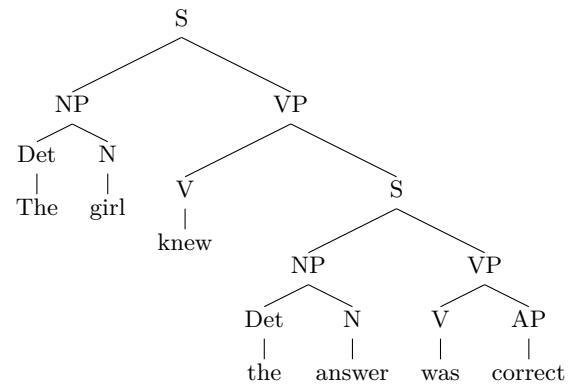 S
NP VP
Det N
V S
The girl
knew
NP VP
Det N V AP
the answer was correct